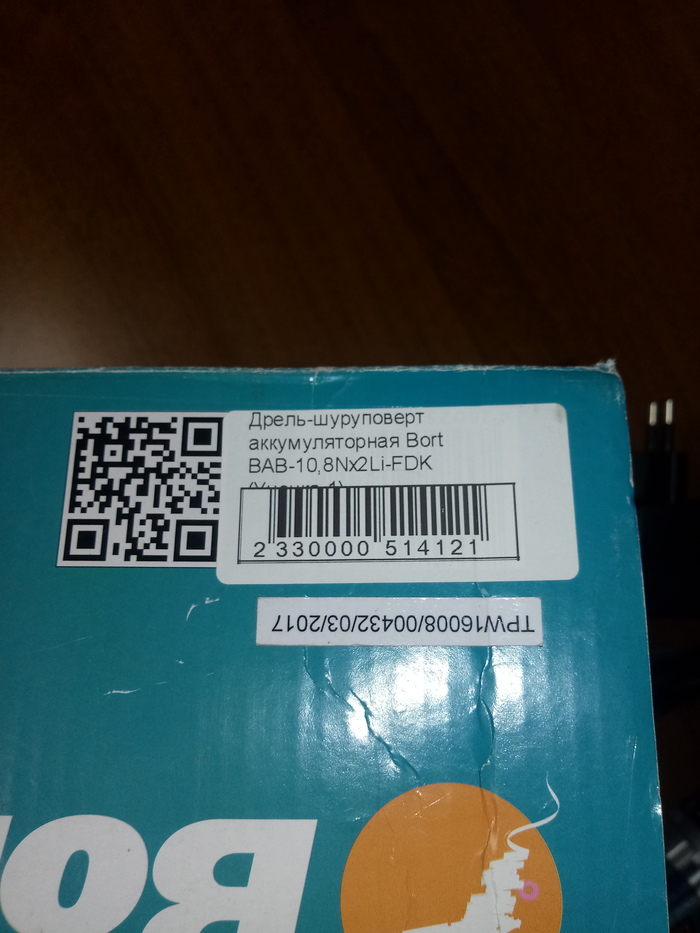 Дрель-шуруповерт
аккумуляторная Bort
BAB-10,8Nx2Li-FDK
2 330000 514121
TPW16008/00432/03/2017